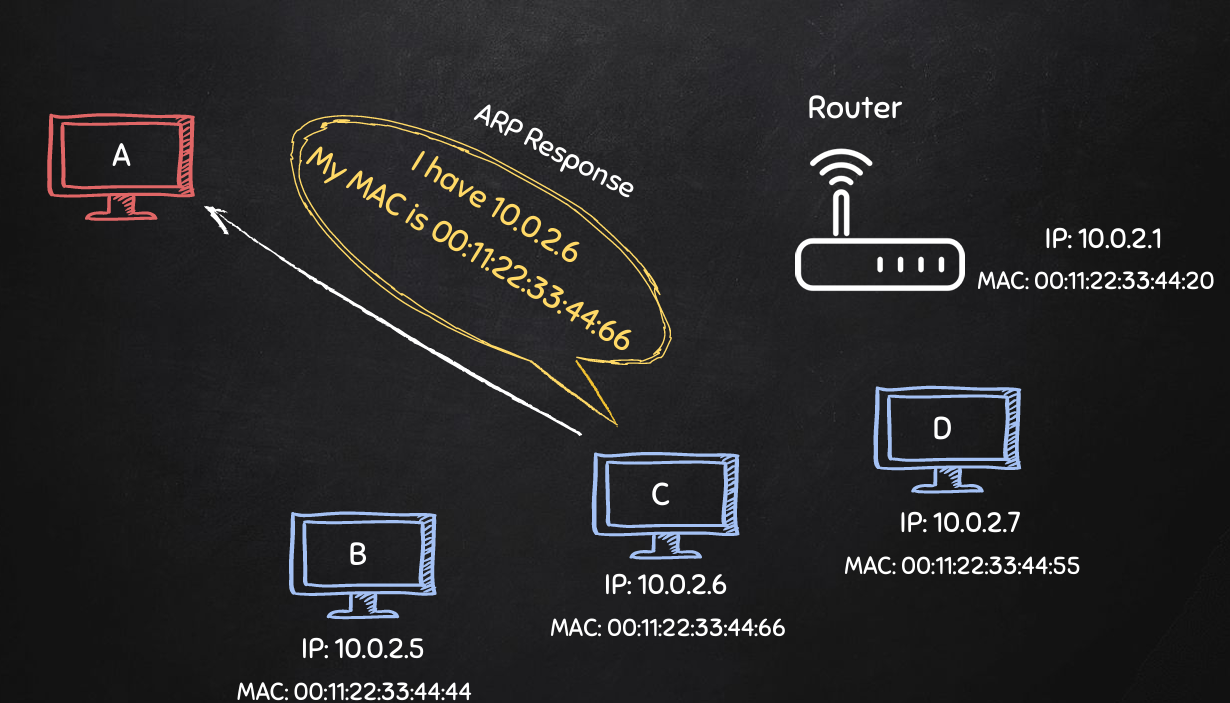 A
ARP Response
I have 10.0.2.6
My MAC is 00:11:22:33:44:66
Router
IP: 10.0.2.1
MAC: 00:11:22:33:44:20
D
IP: 10.0.2.7
MAC: 00:11:22:33:44:55
C
IP: 10.0.2.6
MAC: 00:11:22:33:44:66
B
IP: 10.0.2.5
MAC: 00:11:22:33:44:44